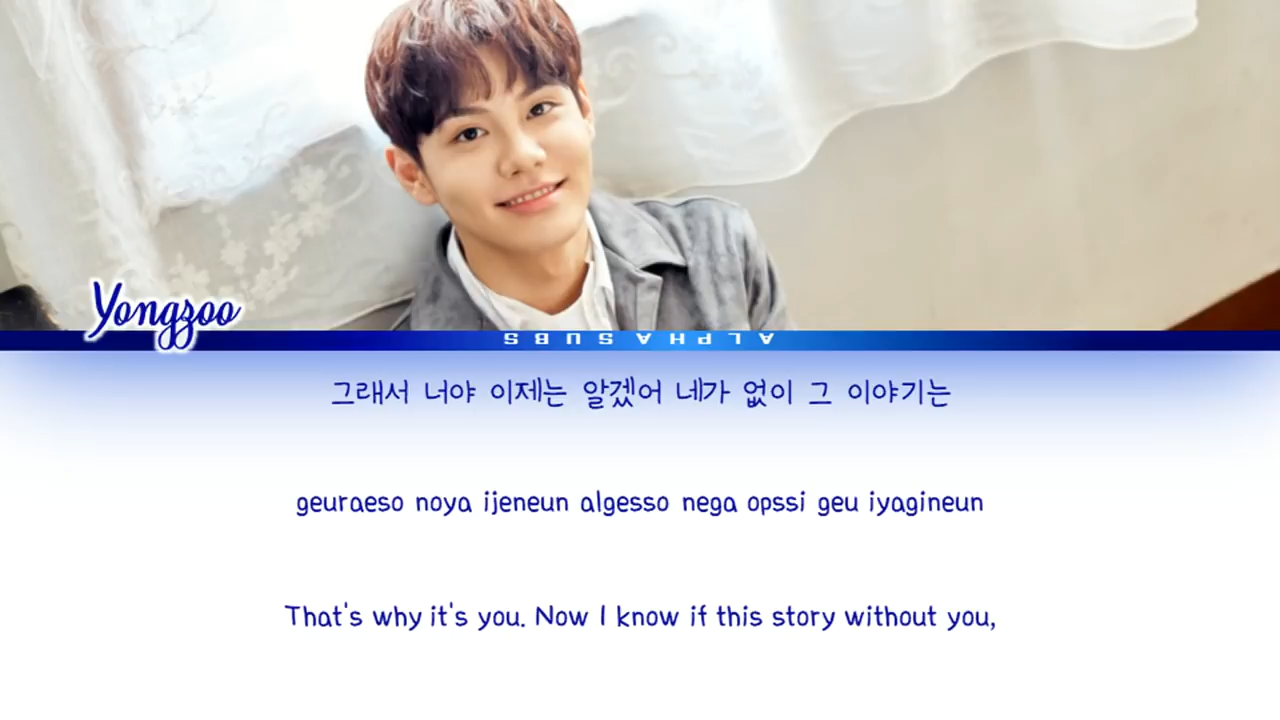 Yongzoo
ALPHASUBS
그래서 너야 이제는 알겠어 네가 없이 그 이야기는
geuraeso noya ijeneun algesso nega opssi geu iyagineun
That's why it's you. Now I know if this story without you,